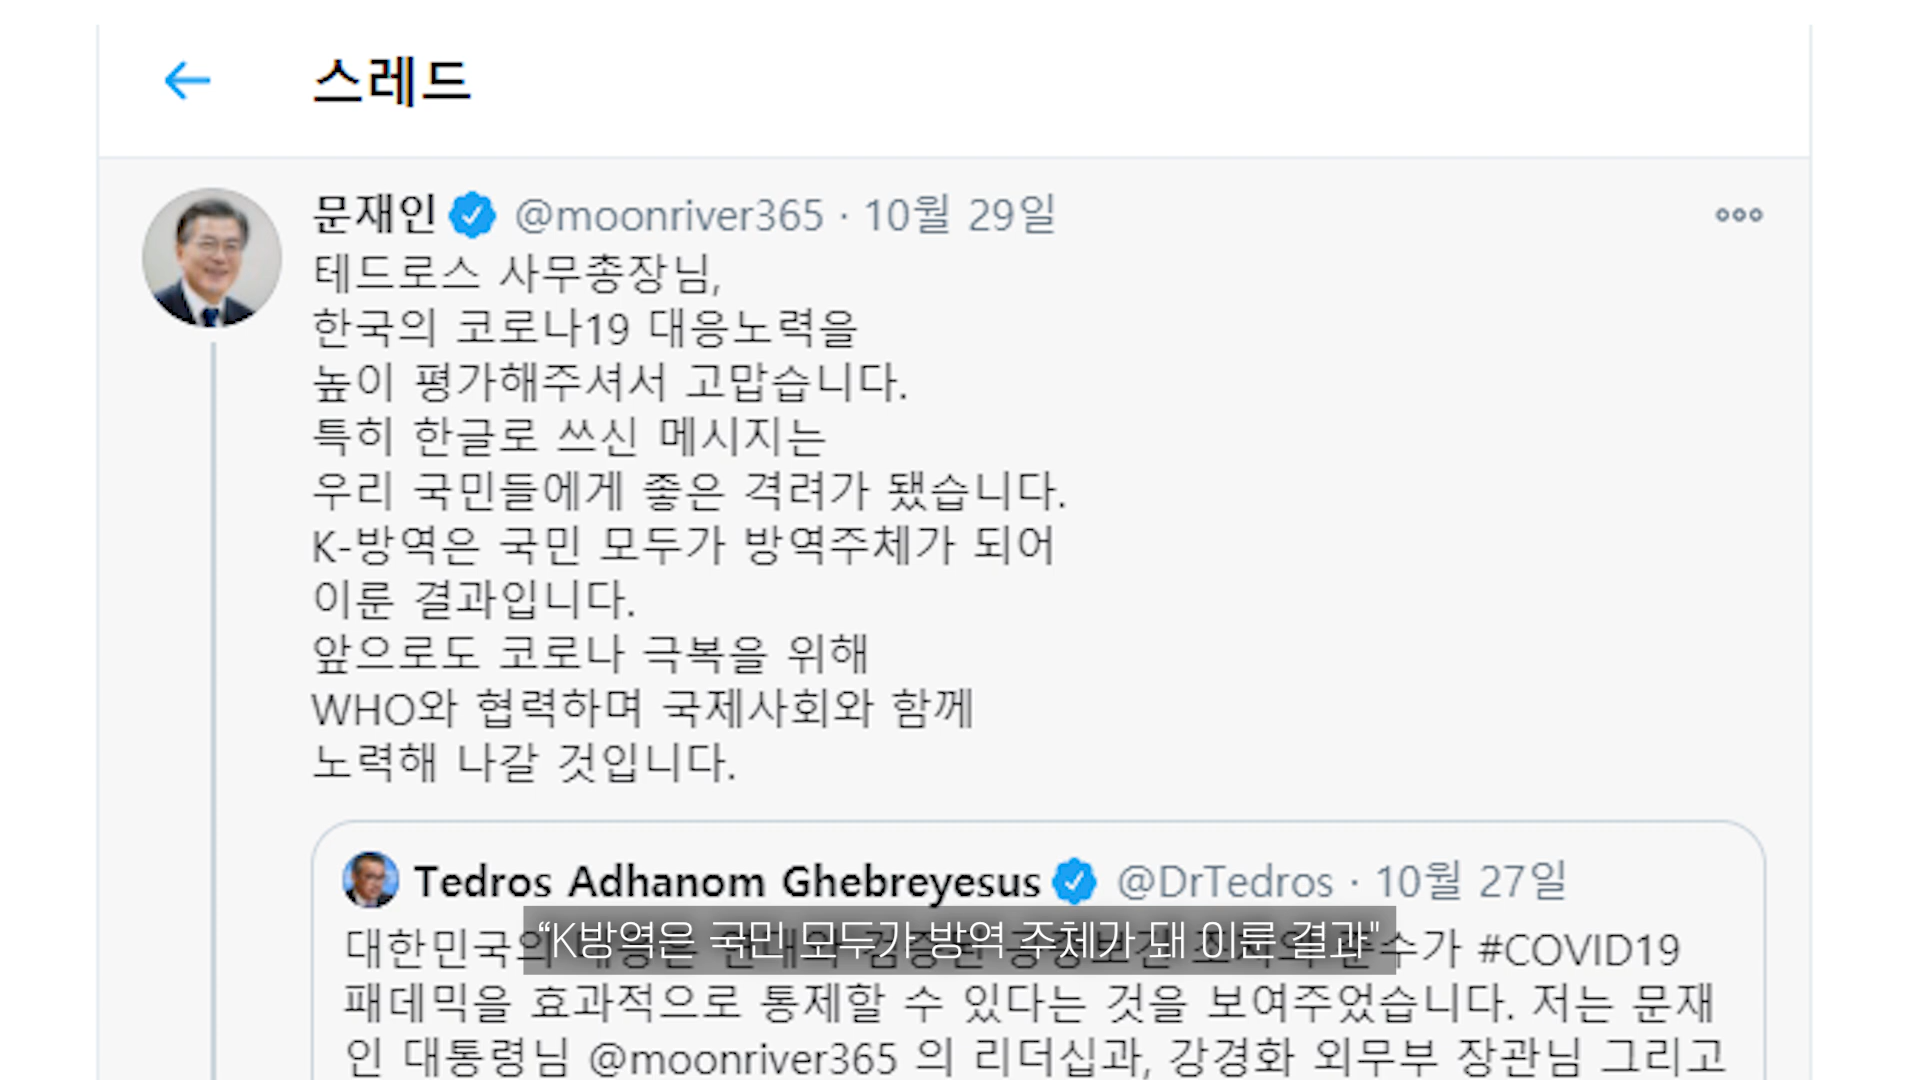 스레드
문재인 @moonriver365 · 10월 29일
테드로스 사무총장님,
한국의 코로나19 대응노력을
높이 평가해주셔서 고맙습니다.
특히 한글로 쓰신 메시지는
우리 국민들에게 좋은 격려가 됐습니다.
K-방역은 국민 모두가 방역주체가 되어
이룬 결과입니다.
앞으로도 코로나 극복을 위해
WHO와 협력하며 국제사회와 함께
노력해 나갈 것입니다.
Tedros Adhanom Ghebreyesus @DrTedros · 10월 27일
“K방역은 국민 모두가 방역 주체가 돼 이룬 결과"
대한민국의 #COVID19
패데믹을 효과적으로 통제할 수 있다는 것을 보여주었습니다. 저는 문재
인 대통령님 @moonriver365 의 리더십과, 강경화 외무부 장관님 그리고